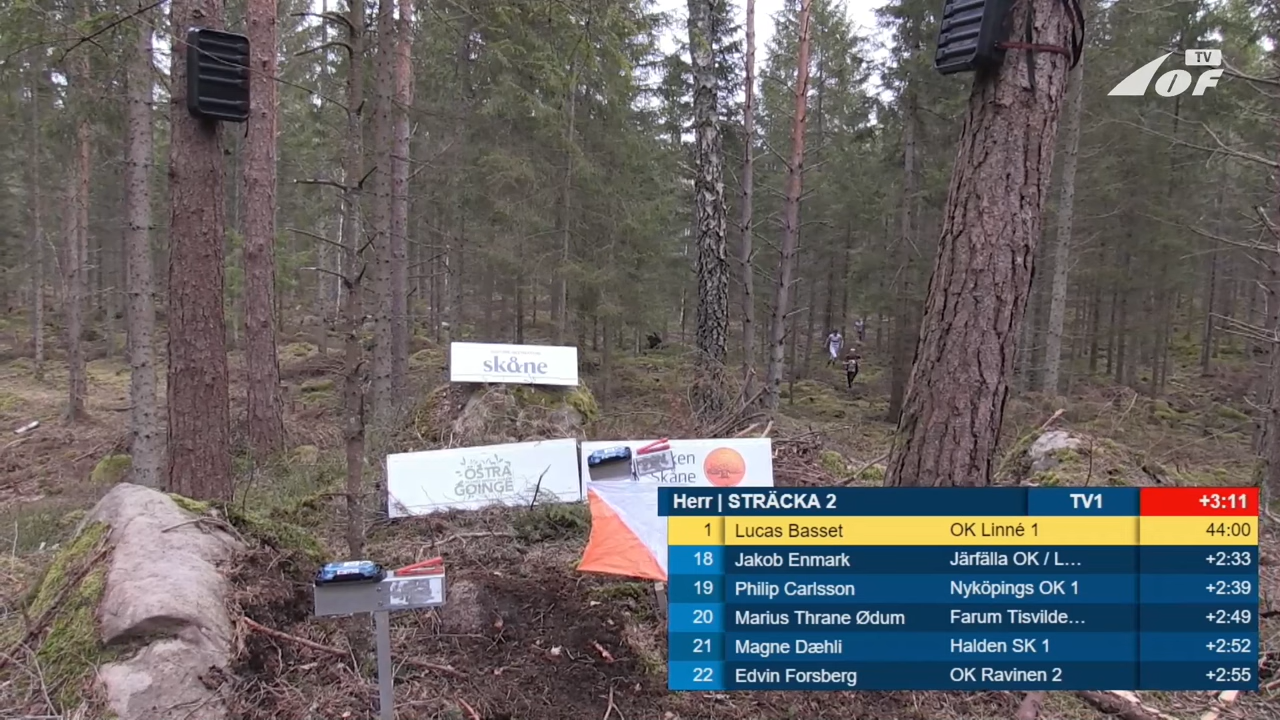 TV
OF
skåne
ÖSTRA
GÖINGE
ken
Skåne
Herr | STRÄCKA 2 TV1 +3:11
1 Lucas Basset OK Linné 1 44:00
18 Jakob Enmark Järfälla OK / L... +2:33
19 Philip Carlsson Nyköpings OK 1 +2:39
20 Marius Thrane Ødum Farum Tisvilde... +2:49
21 Magne Dæhli Halden SK 1 +2:52
22 Edvin Forsberg OK Ravinen 2 +2:55